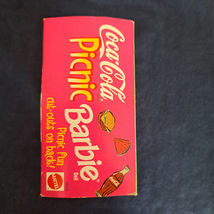 Coca-Cola
Picnic
Barbie
Picnic fun
cut-outs on back!